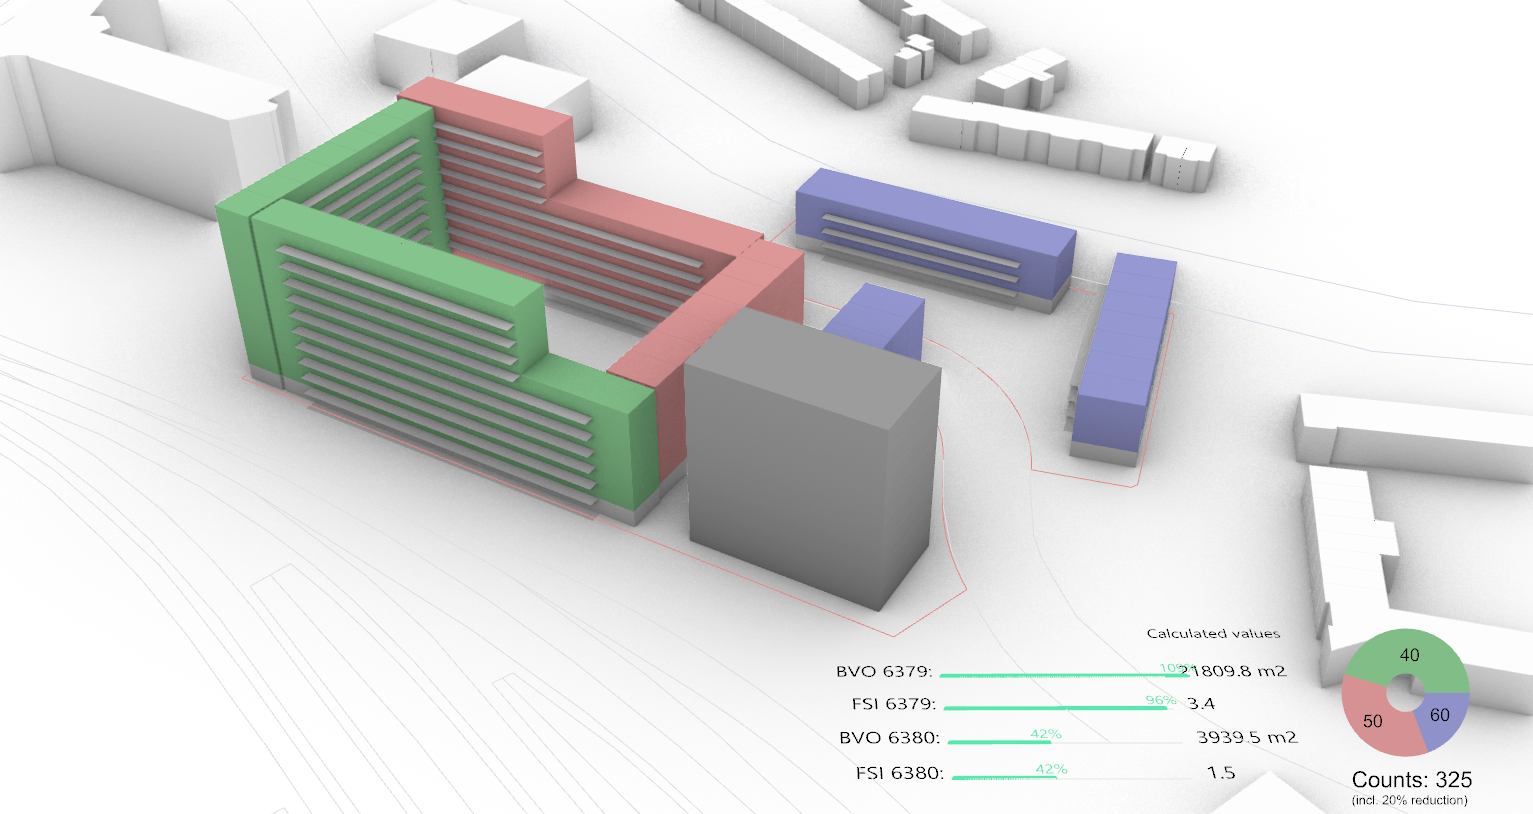 Calculated values
BVO 6379: 109% 21809.8 m2
FSI 6379: 96% 3.4
BVO 6380: 42% 3939.5 m2
FSI 6380: 42% 1.5
40
50
60
Counts: 325
(incl. 20% reduction)